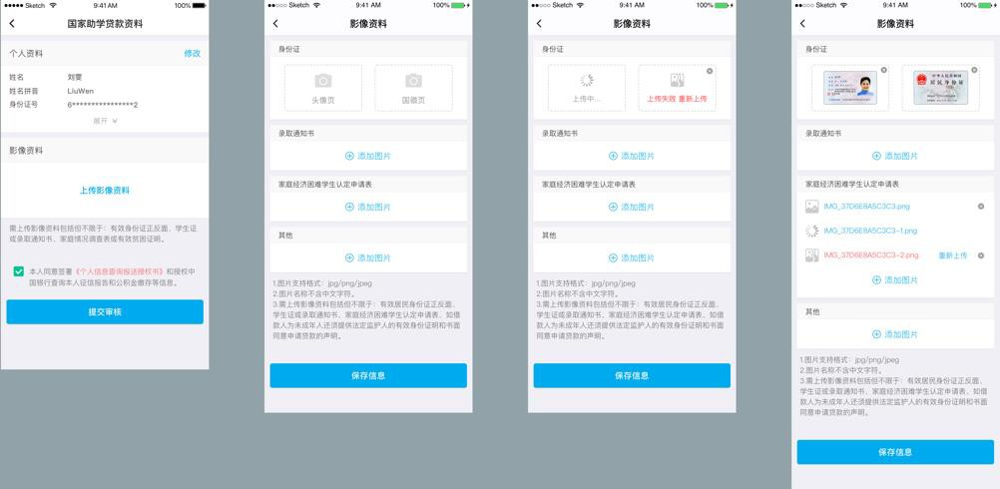 ●●●●● Sketch 9:41 AM 100%
国家助学贷款资料
个人资料 修改
姓名 刘雯
姓名拼音 LiuWen
身份证号 6****************2
展开
影像资料
上传影像资料
需上传影像资料包括但不限于：有效身份证正反面、学生证
或录取通知书、家庭情况调查表或有效贫困证明。
本人同意签署《个人信息查询报送授权书》和授权中
国银行查询本人征信报告和公积金缴存等信息。
提交审核
●●○○○ Sketch 9:41 AM 100%
影像资料
身份证
头像页 国徽页
录取通知书
添加图片
家庭经济困难学生认定申请表
添加图片
其他
添加图片
1.图片支持格式：jpg/png/jpeg
2.图片名称不含中文字符。
3.需上传影像资料包括但不限于：有效居民身份证正反面、
学生证或录取通知书、家庭经济困难学生认定申请表、如借
款人为未成年人还须提供法定监护人的有效身份证明和书面
同意申请贷款的声明。
保存信息
●●○○○ Sketch 9:41 AM 100%
影像资料
身份证
上传中... 上传失败 重新上传
录取通知书
添加图片
家庭经济困难学生认定申请表
添加图片
其他
添加图片
1.图片支持格式：jpg/png/jpeg
2.图片名称不含中文字符。
3.需上传影像资料包括但不限于：有效居民身份证正反面、
学生证或录取通知书、家庭经济困难学生认定申请表、如借
款人为未成年人还须提供法定监护人的有效身份证明和书面
同意申请贷款的声明。
保存信息
●●○○○ Sketch 9:41 AM 100%
影像资料
身份证
中华人民共和国
居民身份证
录取通知书
添加图片
家庭经济困难学生认定申请表
IMG_37D6E8A5C3C3.png
IMG_37D6E8A5C3C3-1.png
IMG_37D6E8A5C3C3-2.png 重新上传
添加图片
其他
添加图片
1.图片支持格式：jpg/png/jpeg
2.图片名称不含中文字符。
3.需上传影像资料包括但不限于：有效居民身份证正反面、
学生证或录取通知书、家庭经济困难学生认定申请表、如借
款人为未成年人还须提供法定监护人的有效身份证明和书面
同意申请贷款的声明。
保存信息